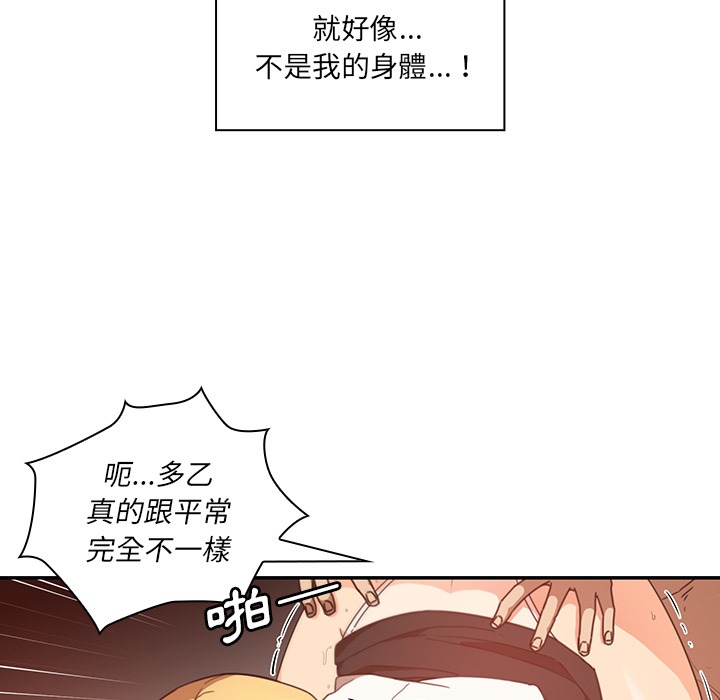 就好像...
不是我的身體...！
呃...多乙
真的跟平常
完全不一樣
啪一